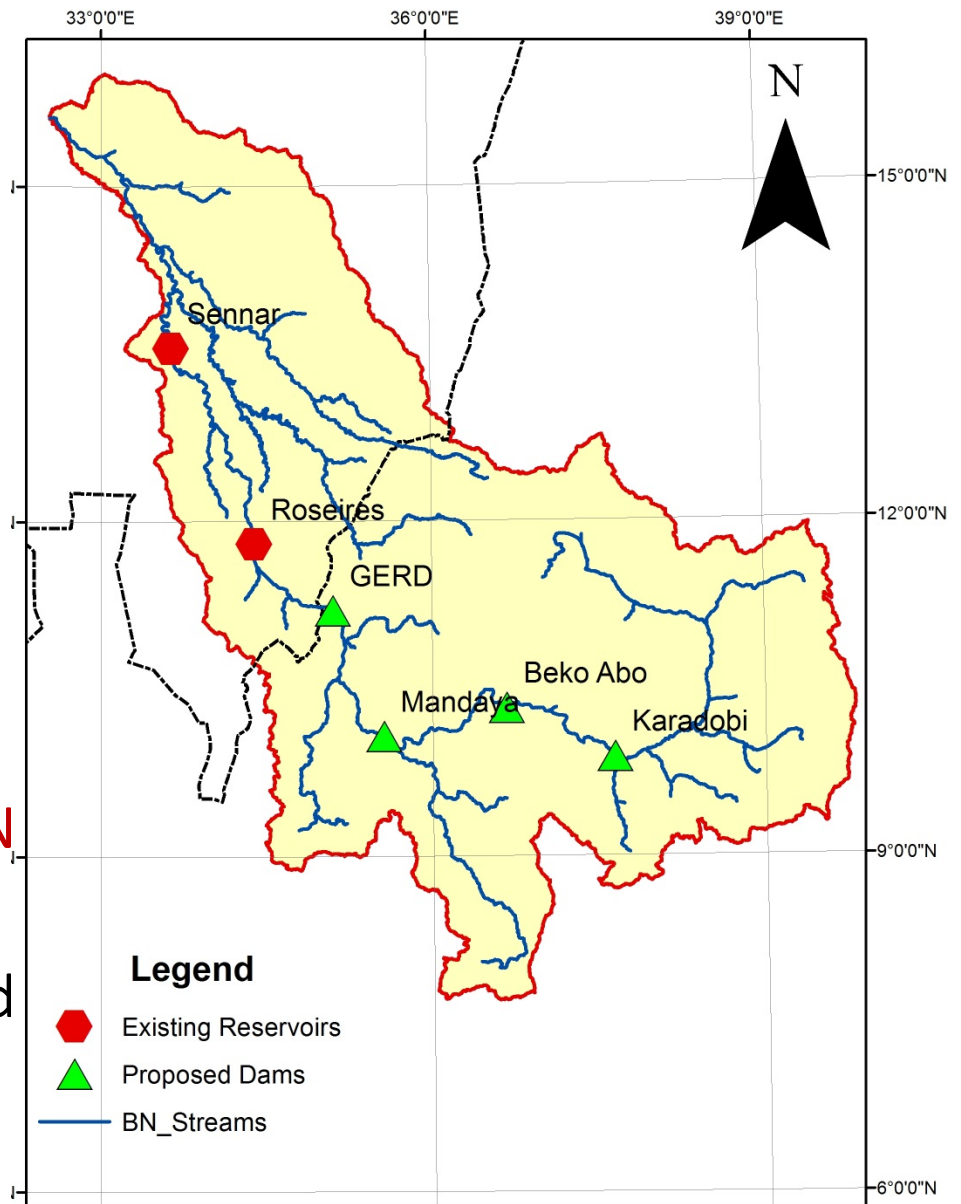 33°0'0"E
36°0'0"E
39°0'0"E
N
15°0'0"N
Sennar
12°0'0"N
Roseires
GERD
Beko Abo
Mandaya
Karadobi
N
9°0'0"N
Legend
d
Existing Reservoirs
Proposed Dams
BN_Streams
6°0'0"N